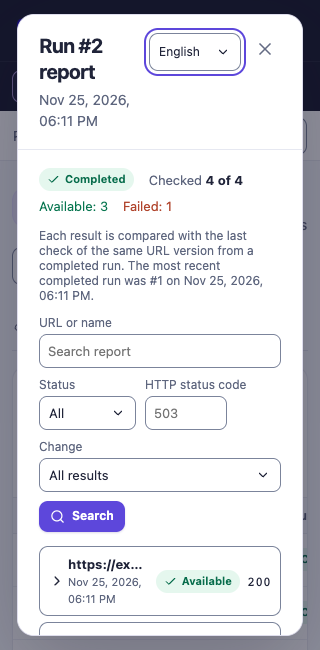 Run #2
report
English
Nov 25, 2026,
06:11 PM
Completed
Checked 4 of 4
Available: 3 Failed: 1
Each result is compared with the last
check of the same URL version from a
completed run. The most recent
completed run was #1 on Nov 25, 2026,
06:11 PM.
URL or name
Search report
Status
HTTP status code
All
503
Change
All results
Search
https://ex...
Nov 25, 2026,
06:11 PM
Available
200